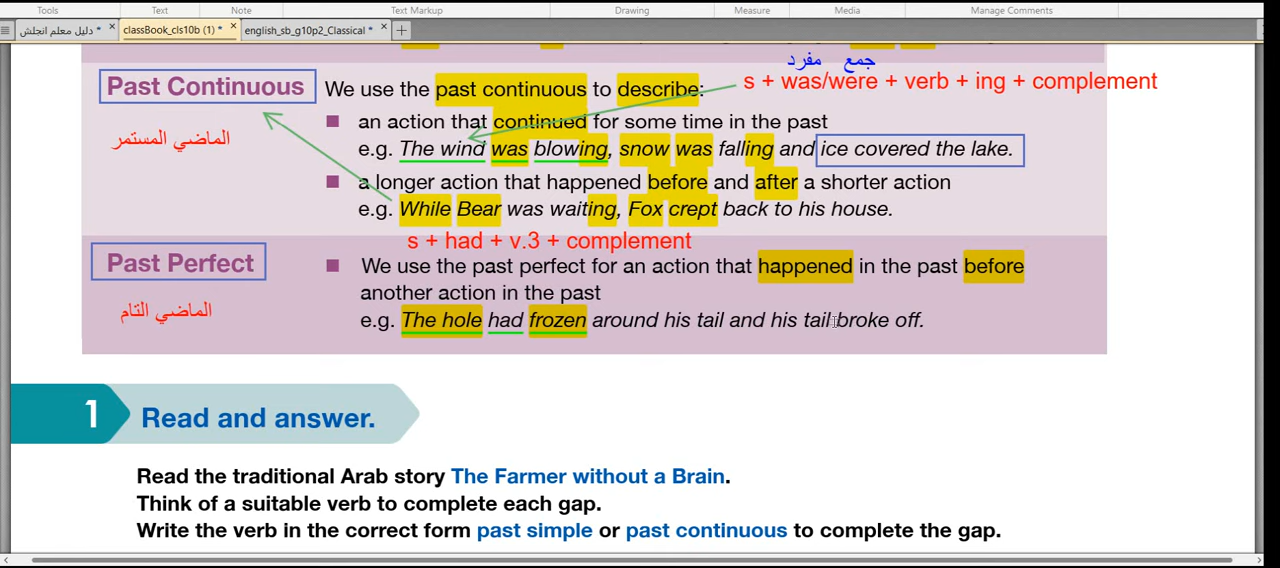 Tools Text Note Text Markup Drawing Measure Media Manage Comments
دليل معلم انجلش * × classBook_cls10b (1) * × english_sb_g10p2_Classical * × +
مفرد جمع
Past Continuous We use the past continuous to describe: s + was/were + verb + ing + complement
الماضي المستمر
■ an action that continued for some time in the past
e.g. The wind was blowing, snow was falling and ice covered the lake.
■ a longer action that happened before and after a shorter action
e.g. While Bear was waiting, Fox crept back to his house.
s + had + v.3 + complement
Past Perfect ■ We use the past perfect for an action that happened in the past before
another action in the past
الماضي التام
e.g. The hole had frozen around his tail and his tail broke off.
1 Read and answer.
Read the traditional Arab story The Farmer without a Brain.
Think of a suitable verb to complete each gap.
Write the verb in the correct form past simple or past continuous to complete the gap.